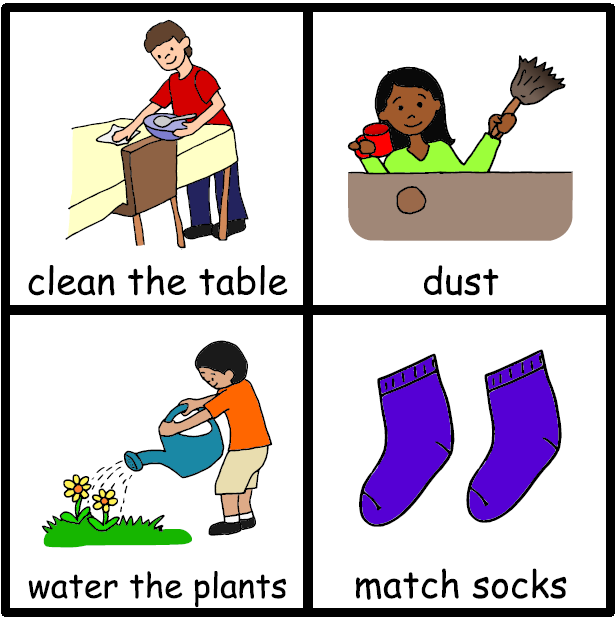 clean the table
dust
water the plants
match socks